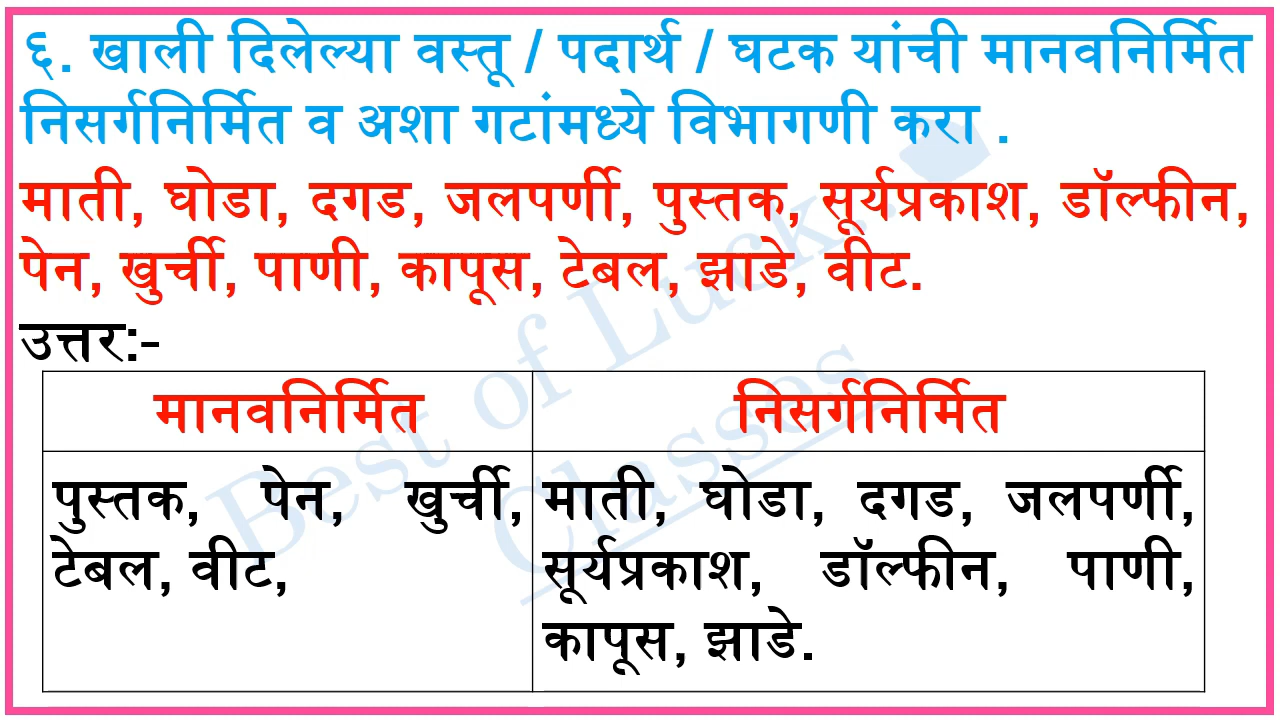 ६. खाली दिलेल्या वस्तू / पदार्थ / घटक यांची मानवनिर्मित
निसर्गनिर्मित व अशा गटांमध्ये विभागणी करा .
माती, घोडा, दगड, जलपर्णी, पुस्तक, सूर्यप्रकाश, डॉल्फीन,
पेन, खुर्ची, पाणी, कापूस, टेबल, झाडे, वीट.
उत्तर:-
मानवनिर्मित
पुस्तक, पेन, खुर्ची,
टेबल, वीट,
निसर्गनिर्मित
माती, घोडा, दगड, जलपर्णी,
सूर्यप्रकाश, डॉल्फीन, पाणी,
कापूस, झाडे.
Best of Luck
Classes